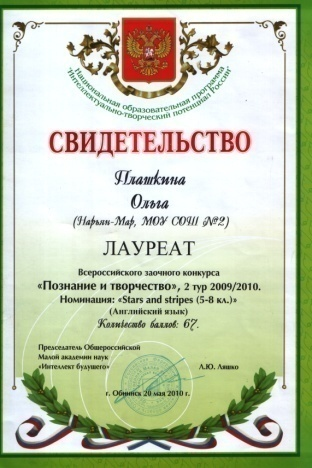 Национальная образовательная программа
"Интеллектуально-творческий потенциал России"
СВИДЕТЕЛЬСТВО
Плашкина
Ольга
(Нарьян-Мар, МОУ СОШ №2)
ЛАУРЕАТ
Всероссийского заочного конкурса
«Познание и творчество», 2 тур 2009/2010.
Номинация: «Stars and stripes (5-8 кл.)»
(Английский язык)
Количество баллов: 67.
Председатель Общероссийской
Малой академии наук
«Интеллект будущего»
Л.Ю. Ляшко
г. Обнинск 20 мая 2010 г.